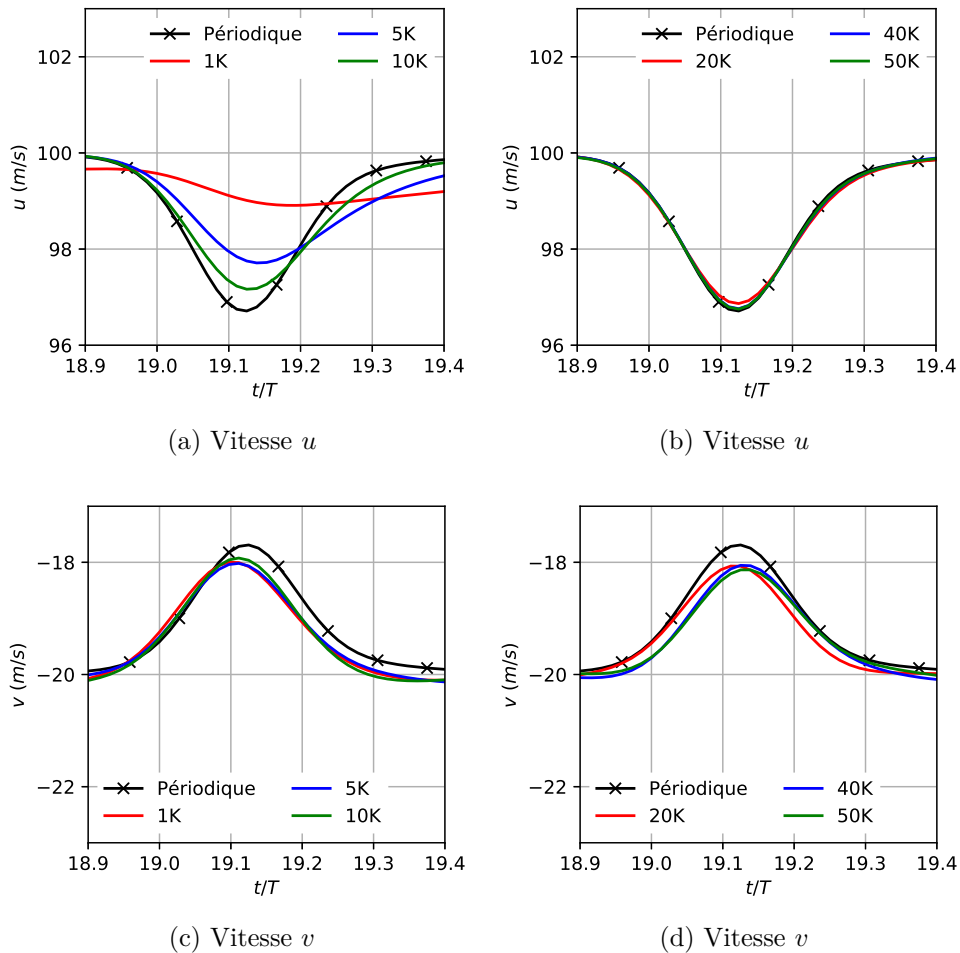 Périodique
1K
5K
10K
102
100
98
96
u (m/s)
18.9 19.0 19.1 19.2 19.3 19.4
t/T
(a) Vitesse u
Périodique
20K
40K
50K
102
100
98
96
u (m/s)
18.9 19.0 19.1 19.2 19.3 19.4
t/T
(b) Vitesse u
−18
−20
−22
v (m/s)
Périodique
1K
5K
10K
18.9 19.0 19.1 19.2 19.3 19.4
t/T
(c) Vitesse v
−18
−20
−22
v (m/s)
Périodique
20K
40K
50K
18.9 19.0 19.1 19.2 19.3 19.4
t/T
(d) Vitesse v